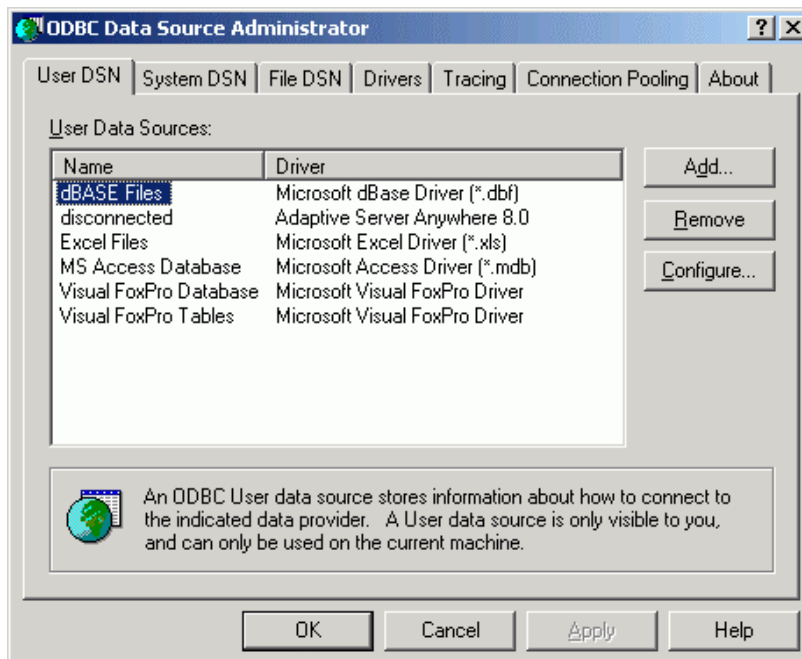 ODBC Data Source Administrator
User DSN System DSN File DSN Drivers Tracing Connection Pooling About
User Data Sources:
Name Driver
dBASE Files Microsoft dBase Driver (*.dbf)
disconnected Adaptive Server Anywhere 8.0
Excel Files Microsoft Excel Driver (*.xls)
MS Access Database Microsoft Access Driver (*.mdb)
Visual FoxPro Database Microsoft Visual FoxPro Driver
Visual FoxPro Tables Microsoft Visual FoxPro Driver
Add...
Remove
Configure...
An ODBC User data source stores information about how to connect to
the indicated data provider. A User data source is only visible to you,
and can only be used on the current machine.
OK Cancel Apply Help